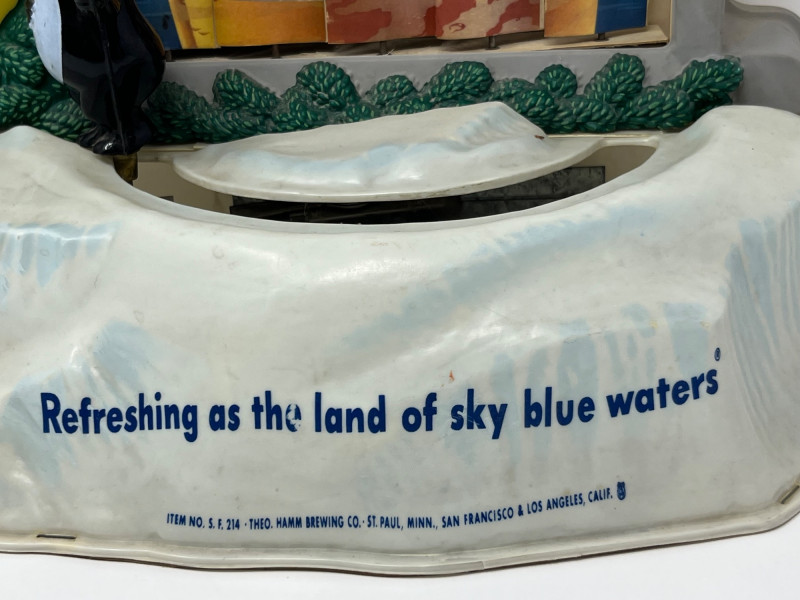 Refreshing as the land of sky blue waters®
ITEM NO. S. F. 214 · THEO. HAMM BREWING CO. · ST. PAUL, MINN., SAN FRANCISCO & LOS ANGELES, CALIF.